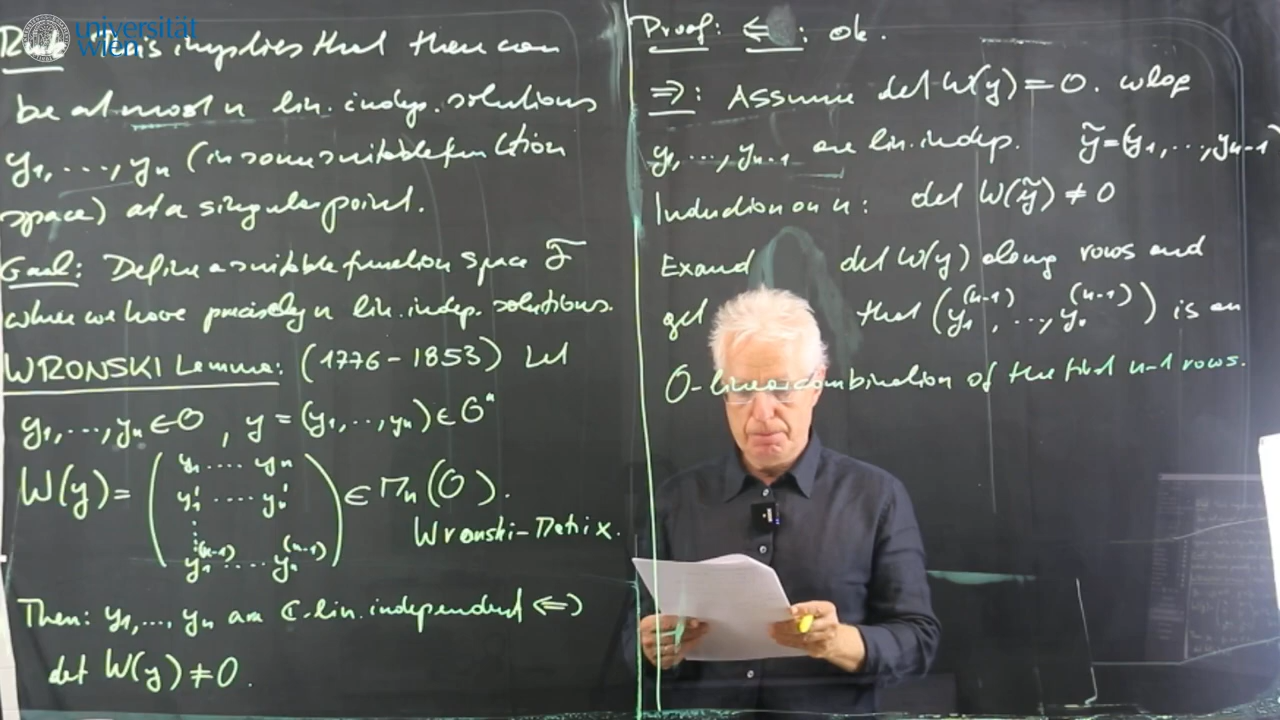 universität
wien
Rmk This implies that there can
be at most n lin. indep. solutions
y₁, ..., yₙ (in some suitable function
space) at a singular point.
Goal: Define a suitable function space F
where we have precisely n lin. indep. solutions.
WRONSKI Lemma: (1776 - 1853) Let
y₁, ..., yₙ ∈ O, y = (y₁, ..., yₙ) ∈ Oⁿ
y₁ .... yₙ
W(y) = y₁' ..... yₙ' ∈ Mₙ(O).
y₁⁽ⁿ⁻¹⁾ .... yₙ⁽ⁿ⁻¹⁾
Wronski-Matrix.
Then: y₁, ..., yₙ are ℂ-lin. independent ⇔
det W(y) ≠ 0.
Proof: ⇐: ok.
⇒: Assume det W(y) = 0. wlog
y₁, ..., yₙ₋₁ are lin. indep. ỹ = (y₁, ..., yₙ₋₁)
Induction on n: det W(ỹ) ≠ 0
Exand det W(y) along rows and
get that (y₁⁽ⁿ⁻¹⁾, ..., yₙ⁽ⁿ⁻¹⁾) is an
O-linear combination of the first n-1 rows.